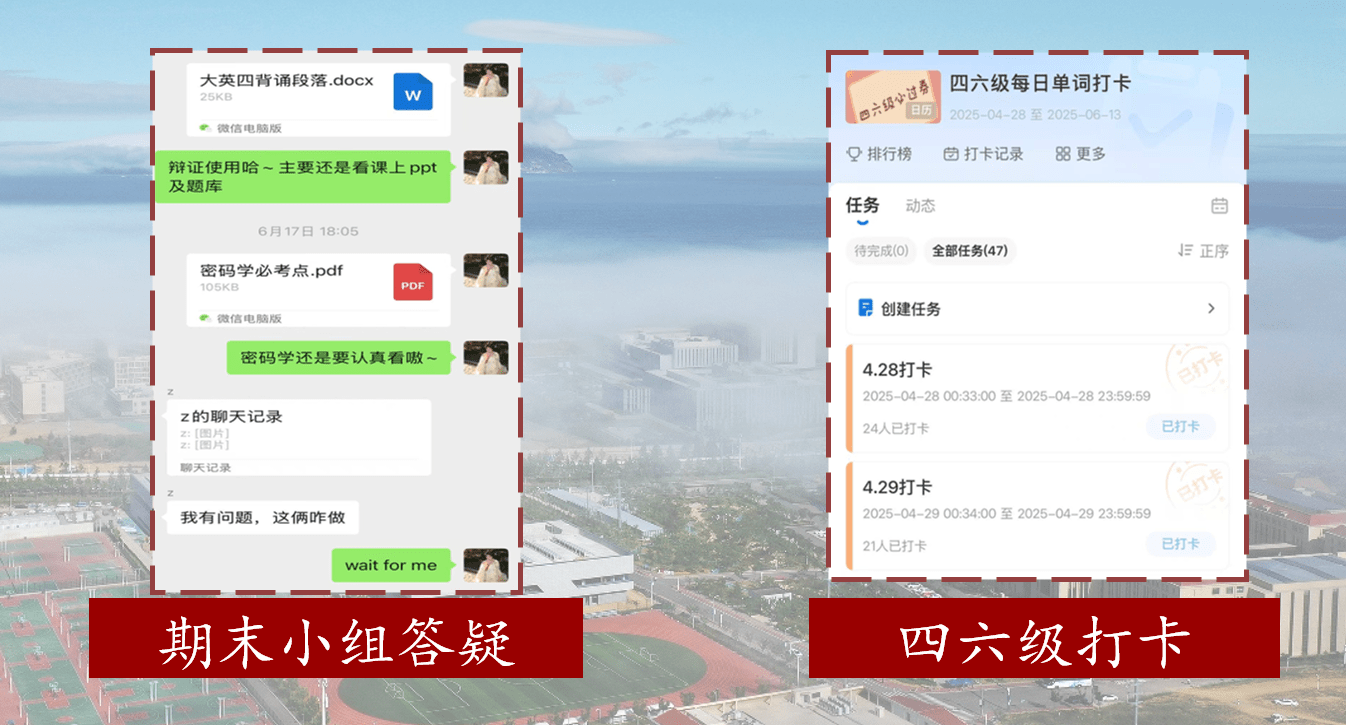 大英四背诵段落.docx
25KB
W
微信电脑版
辩证使用哈~主要还是看课上ppt
及题库
6月17日 18:05
密码学必考点.pdf
105KB
PDF
微信电脑版
密码学还是要认真看嗷~
z
z的聊天记录
z: [图片]
z: [图片]
聊天记录
z
我有问题，这俩咋做
wait for me
期末小组答疑
四六级必过券
日历
四六级每日单词打卡
2025-04-28 至 2025-06-13
排行榜 打卡记录 更多
任务 动态
待完成(0) 全部任务(47) 正序
创建任务
4.28打卡
已打卡
2025-04-28 00:33:00 至 2025-04-28 23:59:59
24人已打卡 已打卡
4.29打卡
已打卡
2025-04-29 00:34:00 至 2025-04-29 23:59:59
21人已打卡 已打卡
四六级打卡